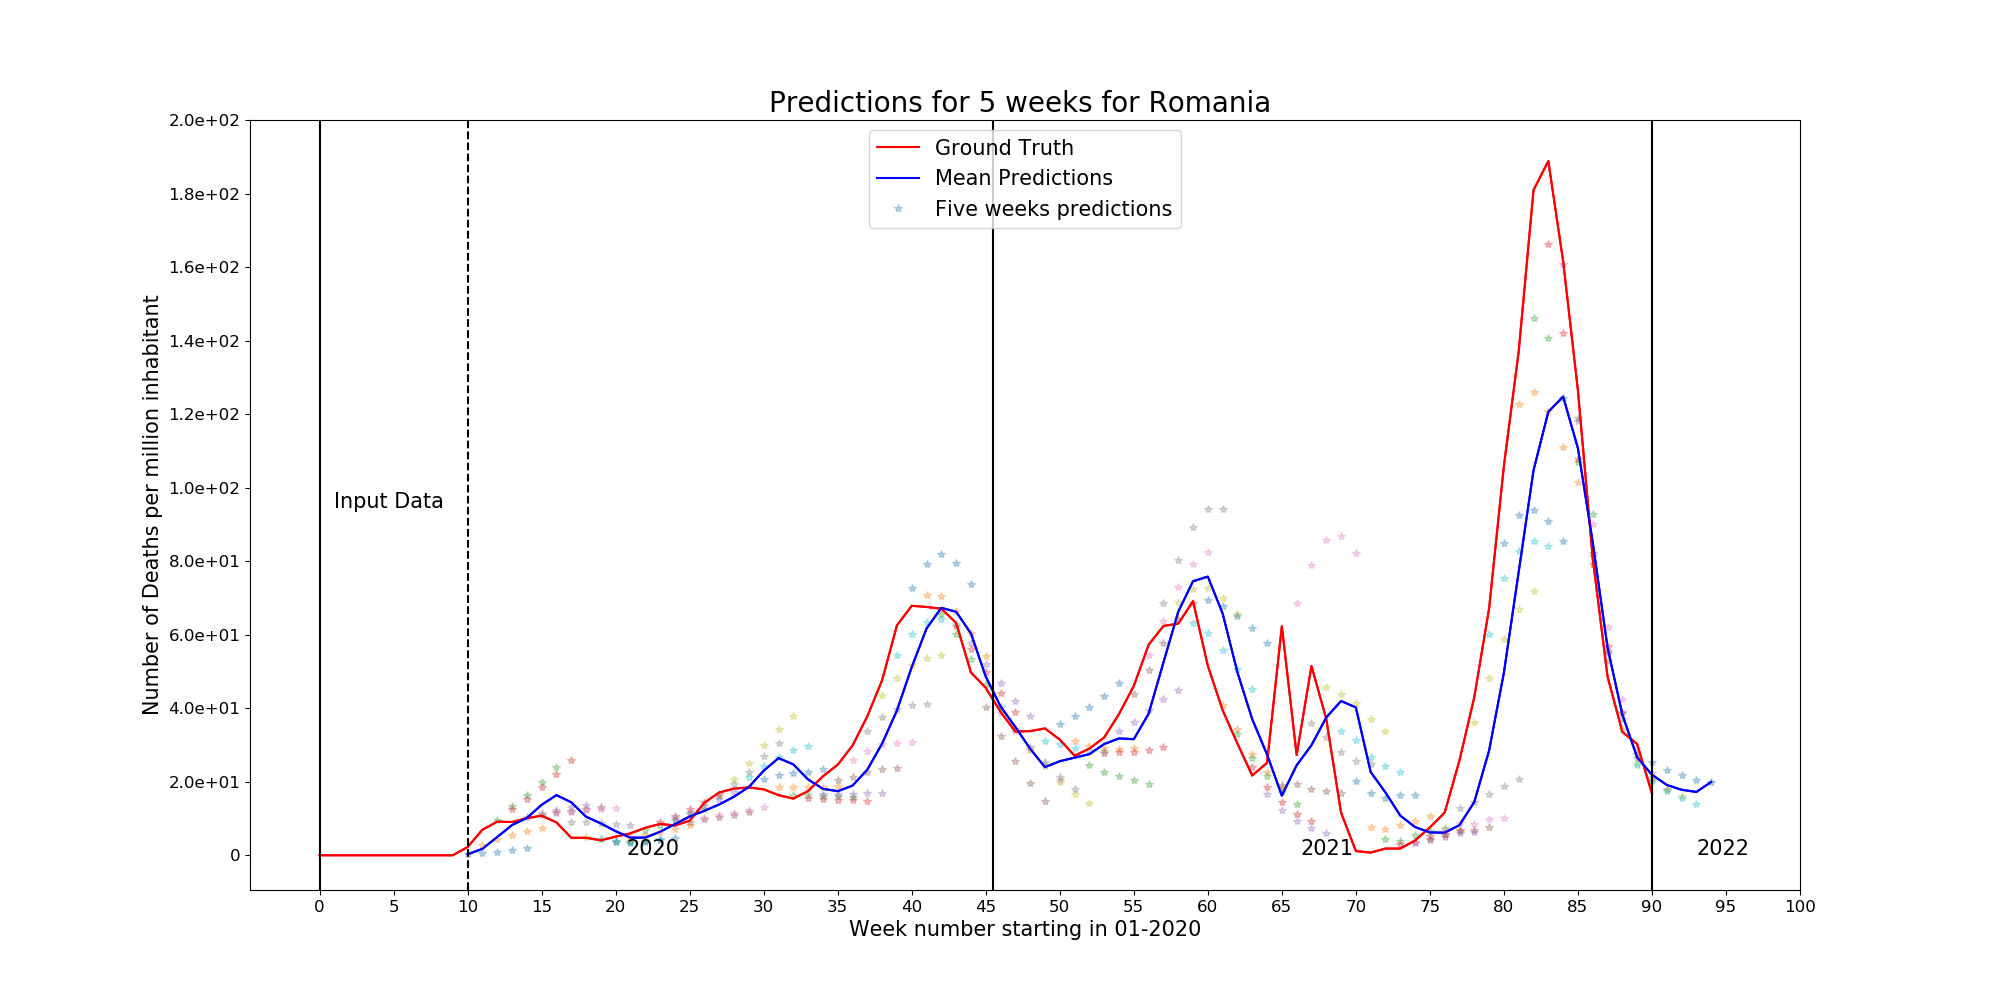 Predictions for 5 weeks for Romania
2.0e+02
1.8e+02
1.6e+02
1.4e+02
1.2e+02
1.0e+02
8.0e+01
6.0e+01
4.0e+01
2.0e+01
0
Number of Deaths per million inhabitant
Ground Truth
Mean Predictions
Five weeks predictions
Input Data
2020
2021
2022
0 5 10 15 20 25 30 35 40 45 50 55 60 65 70 75 80 85 90 95 100
Week number starting in 01-2020